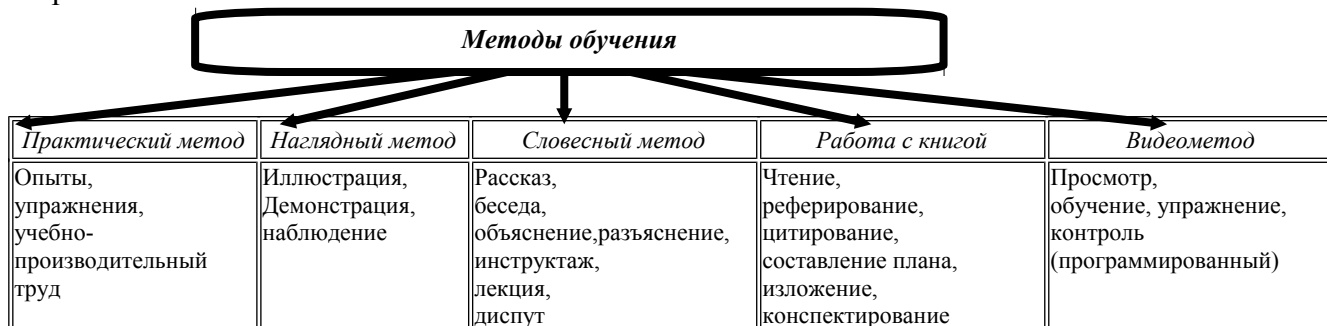 Методы обучения
Практический метод
Наглядный метод
Словесный метод
Работа с книгой
Видеометод
Опыты,
упражнения,
учебно-
производительный
труд
Иллюстрация,
Демонстрация,
наблюдение
Рассказ,
беседа,
объяснение,разъяснение,
инструктаж,
лекция,
диспут
Чтение,
реферирование,
цитирование,
составление плана,
изложение,
конспектирование
Просмотр,
обучение, упражнение,
контроль
(программированный)